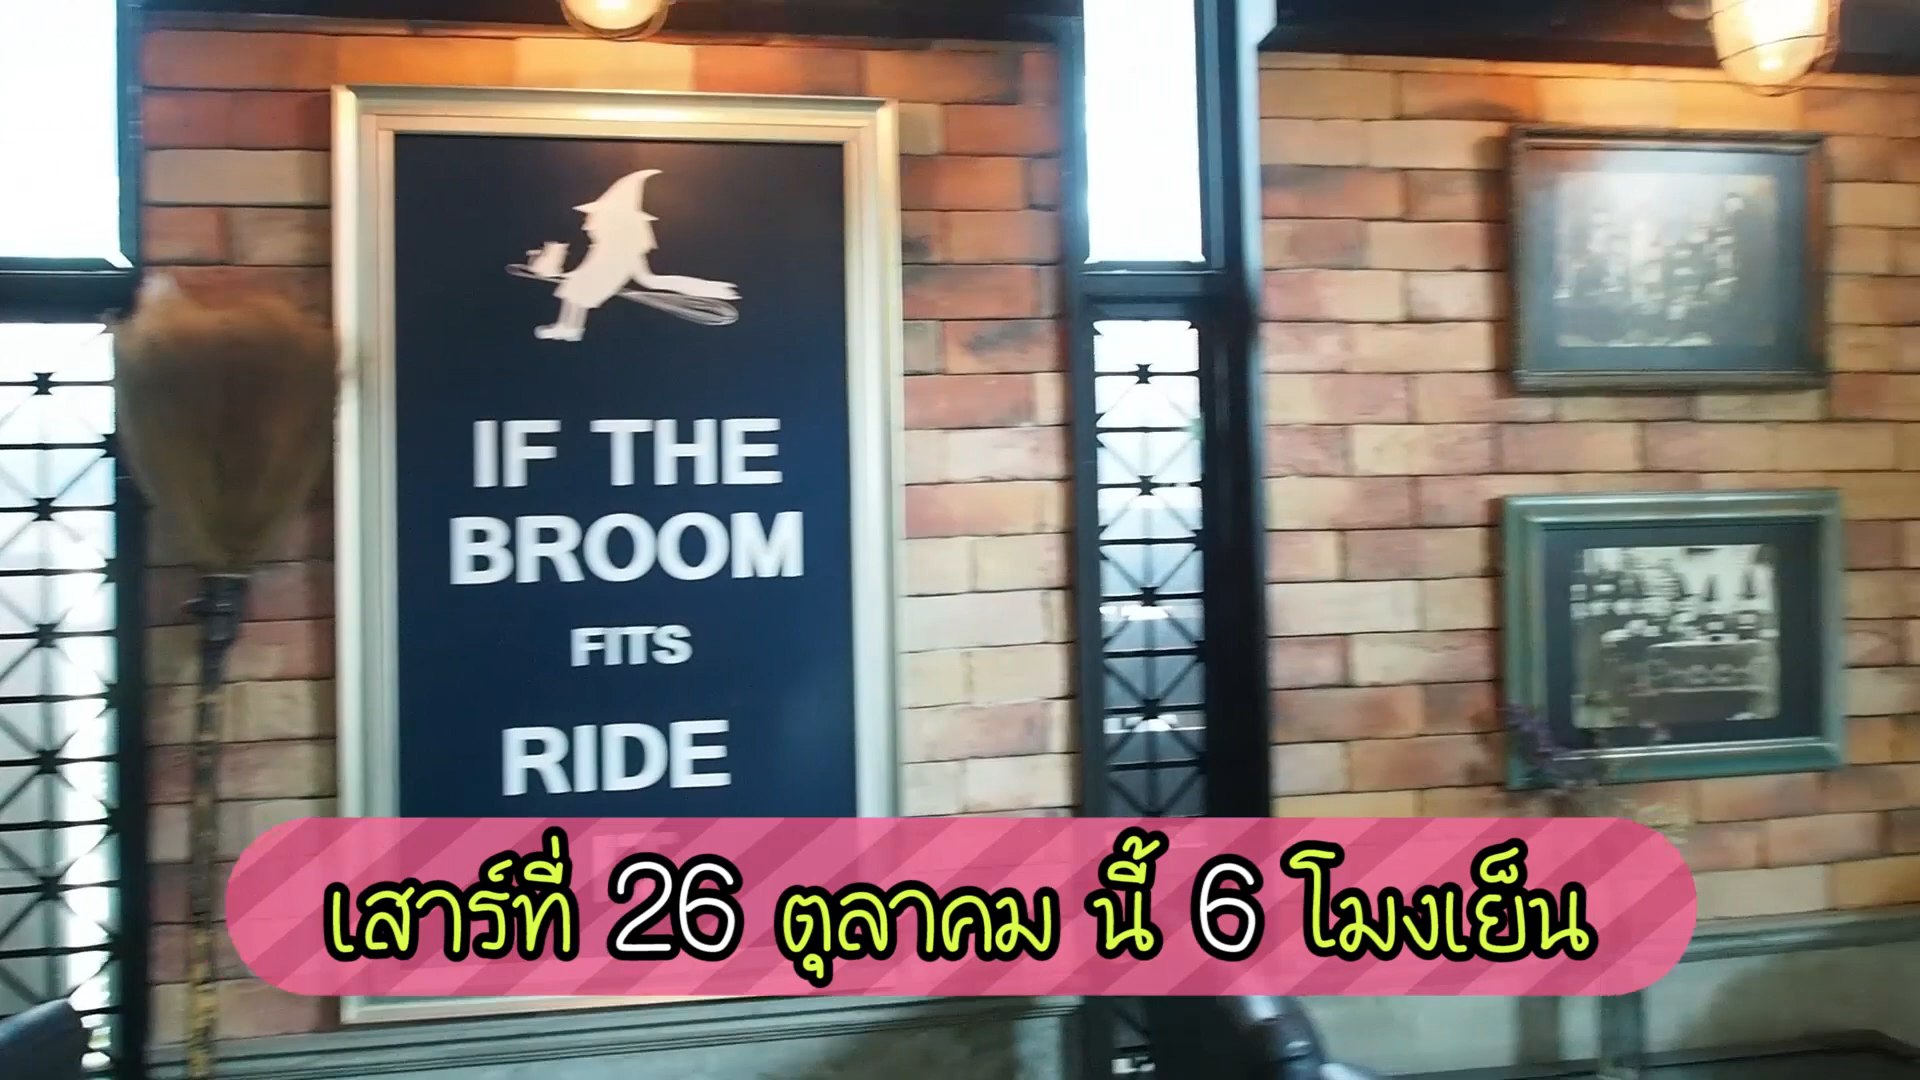 IF THE
BROOM
FITS
RIDE
IT
เสาร์ที่ 26 ตุลาคม นี้ 6 โมงเย็น